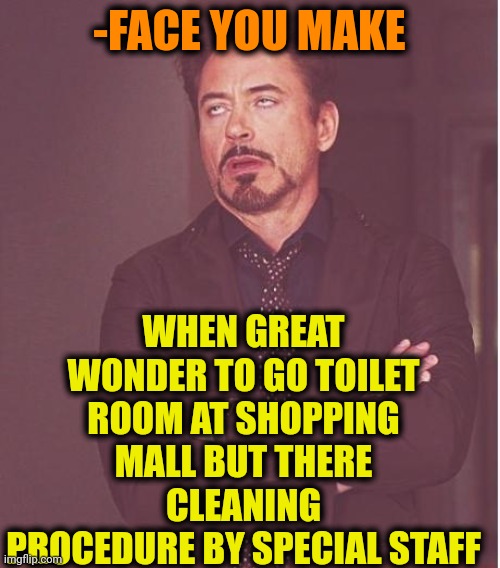 -FACE YOU MAKE
WHEN GREAT
WONDER TO GO TOILET
ROOM AT SHOPPING
MALL BUT THERE
CLEANING
PROCEDURE BY SPECIAL STAFF
imgflip.com